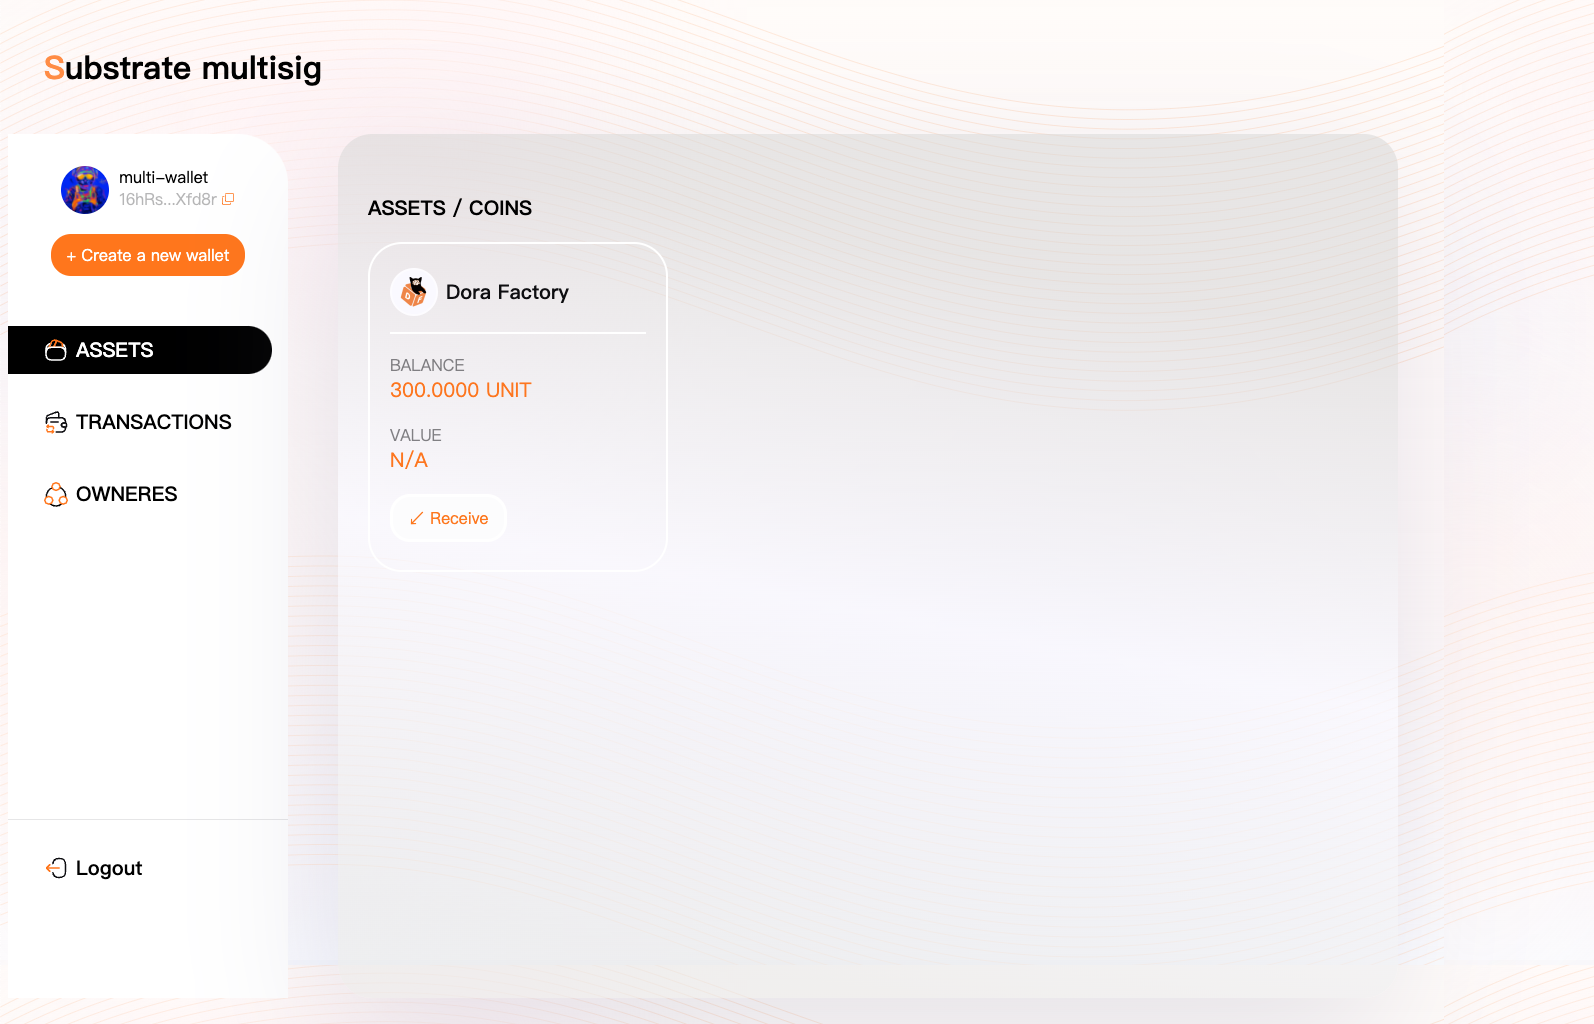 Substrate multisig
multi-wallet
16hRs...Xfd8r
+ Create a new wallet
ASSETS
TRANSACTIONS
OWNERES
Logout
ASSETS / COINS
Dora Factory
BALANCE
300.0000 UNIT
VALUE
N/A
Receive